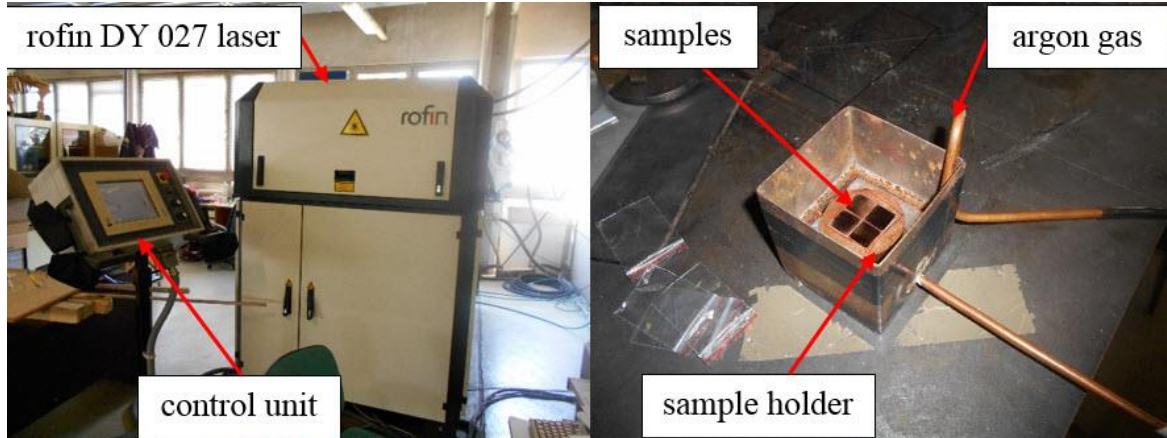 rofin DY 027 laser
rofin
control unit
samples
argon gas
sample holder